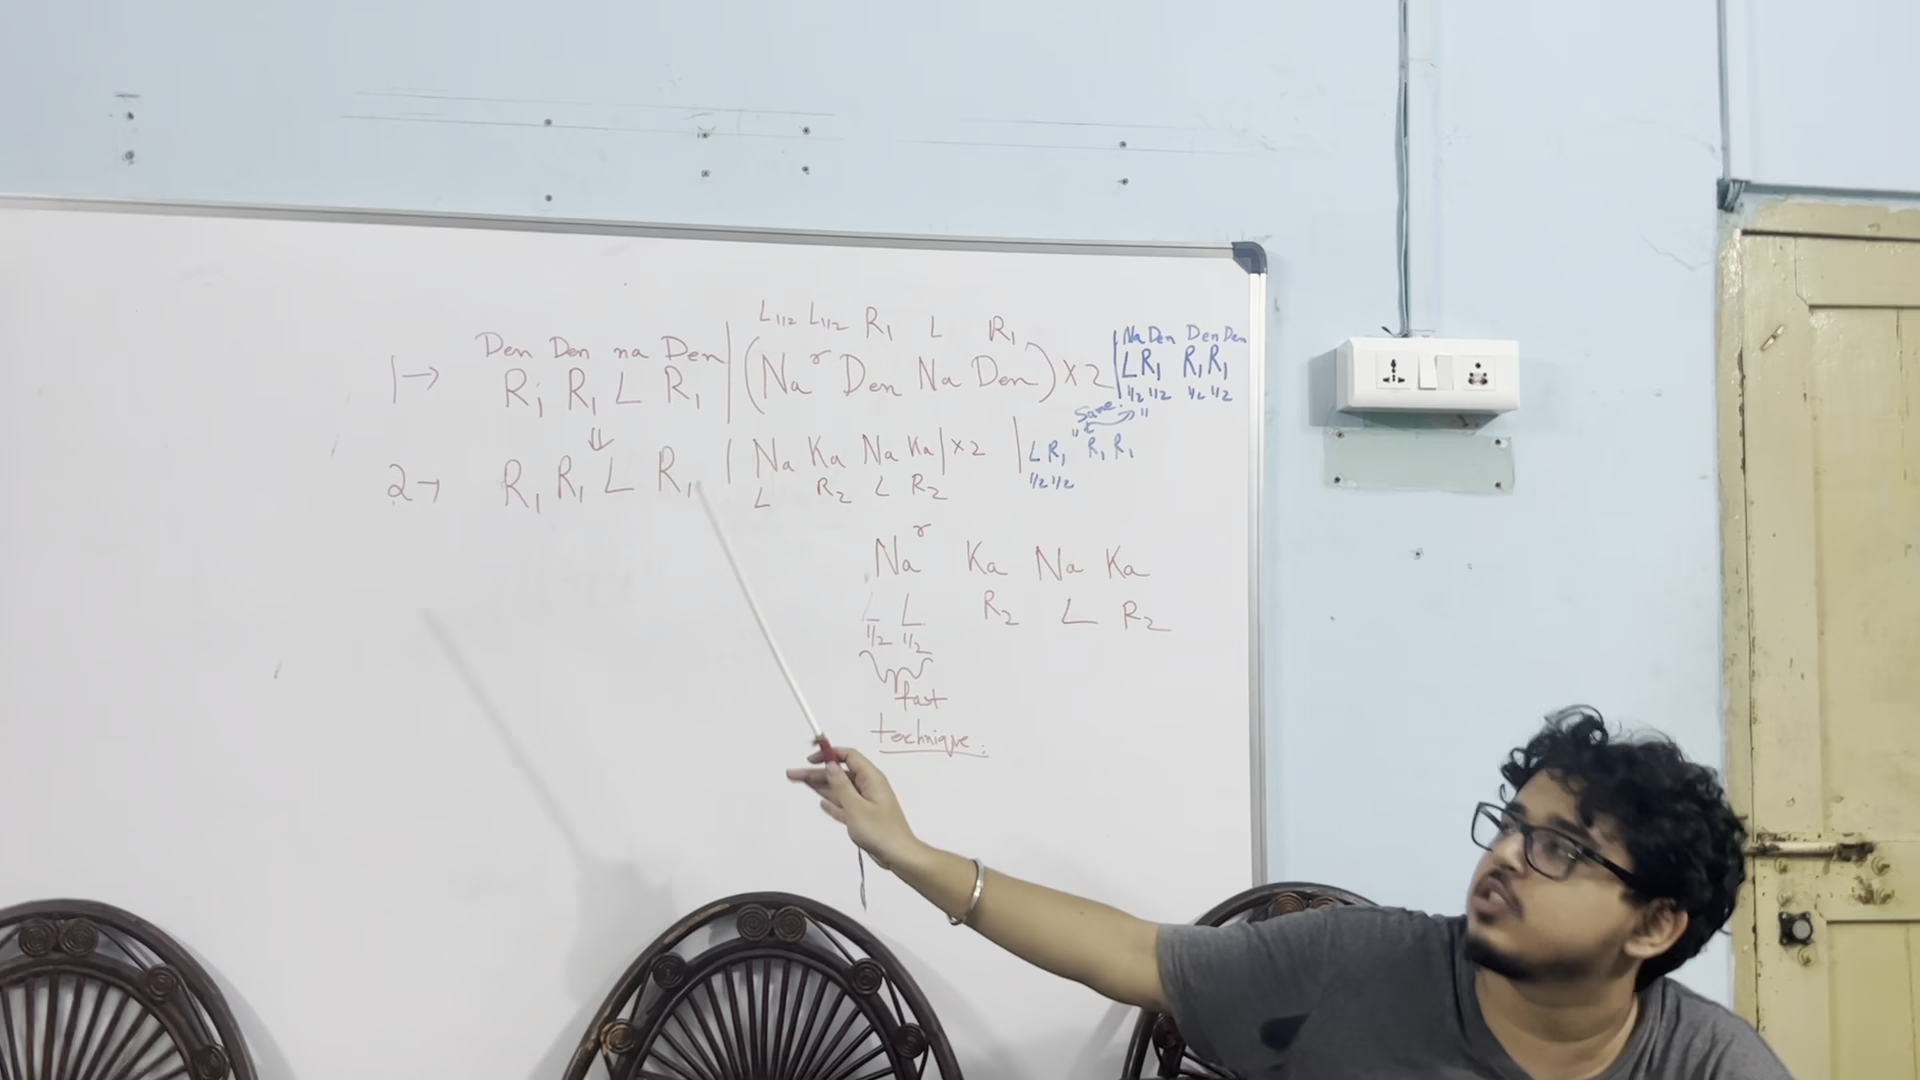 L1/2 L1/2 R1 L R1
Den Den na Den
1→ R1 R1 L R1 | (Na r Den Na Den) × 2 | Na Den Den Den
L R1 R1 R1
1/2 1/2 1/2 1/2
Same
2→ R1 R1 L R1 | Na Ka Na Ka | × 2 | L R1 R1 R1
L R2 L R2 1/2 1/2
Na r Ka Na Ka
L L R2 L R2
1/2 1/2
fast
technique: